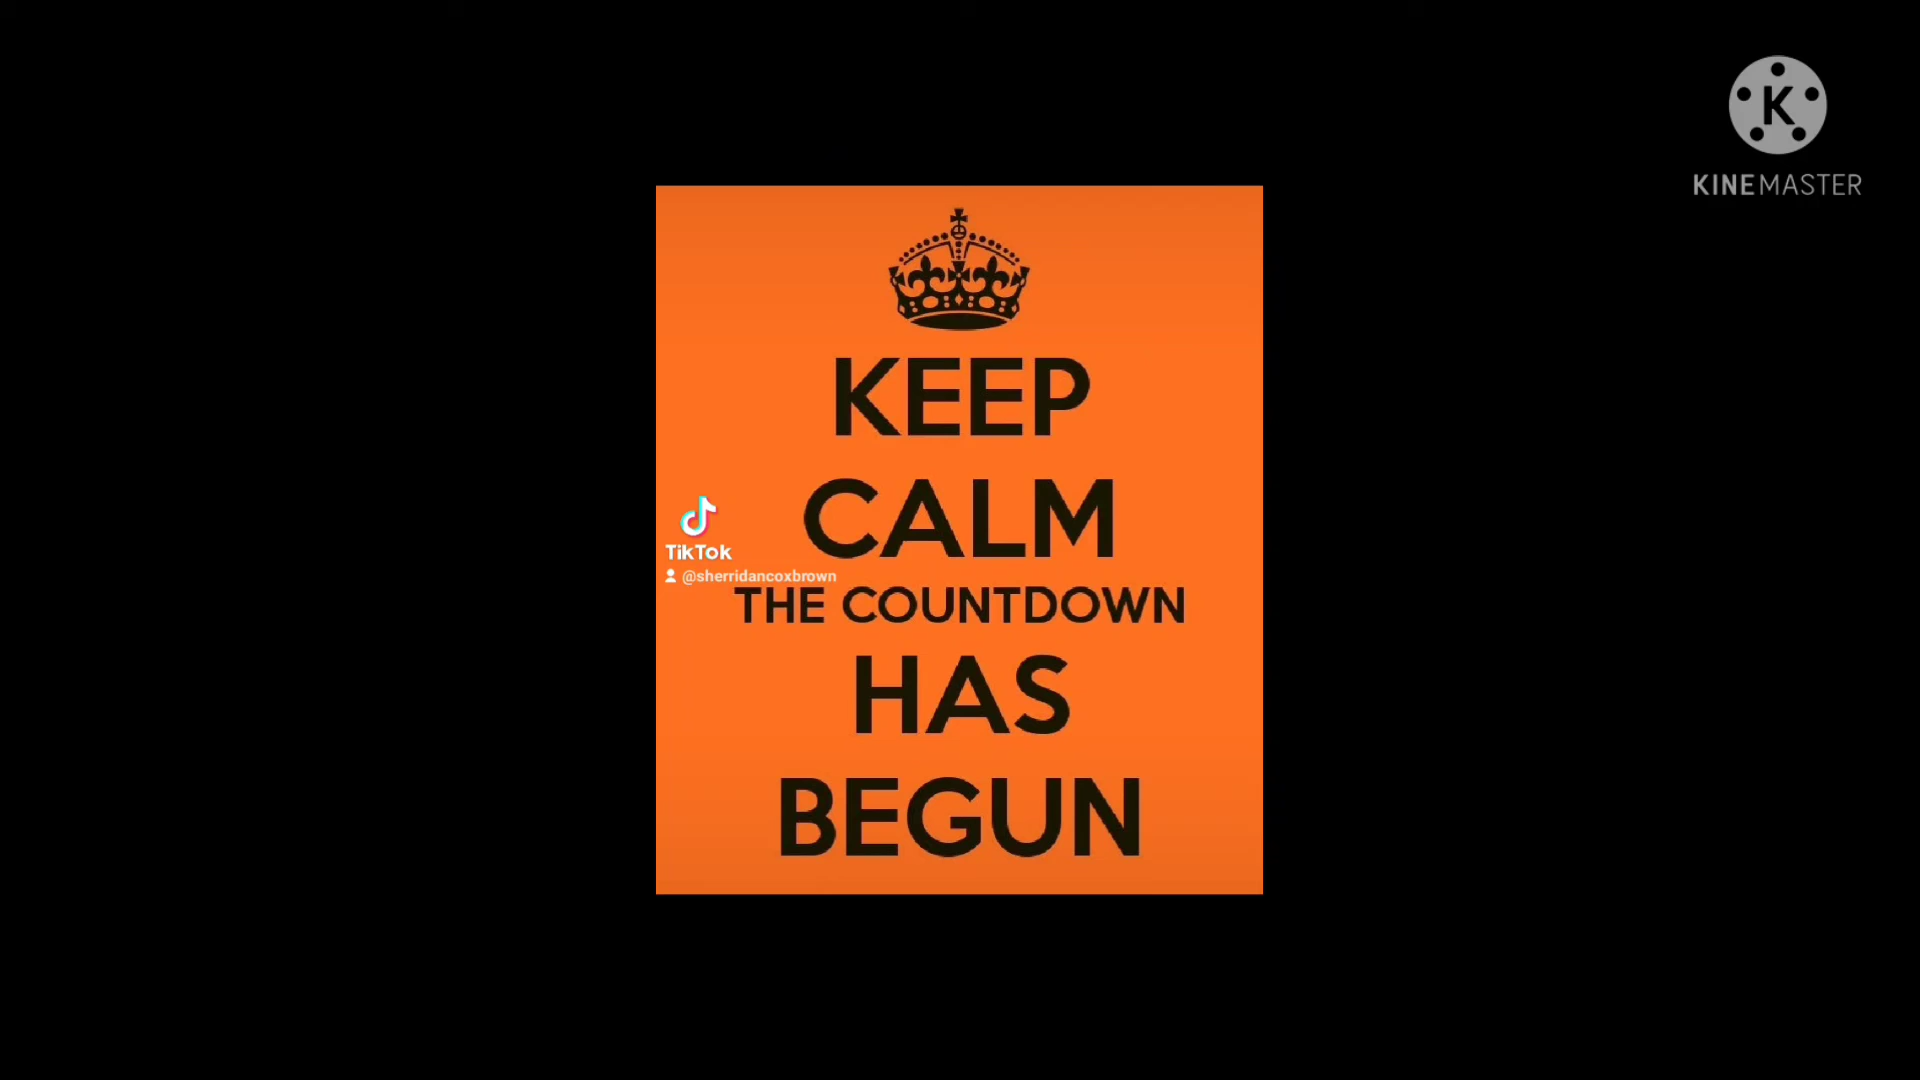 K
KINEMASTER
KEEP
CALM
TikTok
@sherridancoxbrown
THE COUNTDOWN
HAS
BEGUN